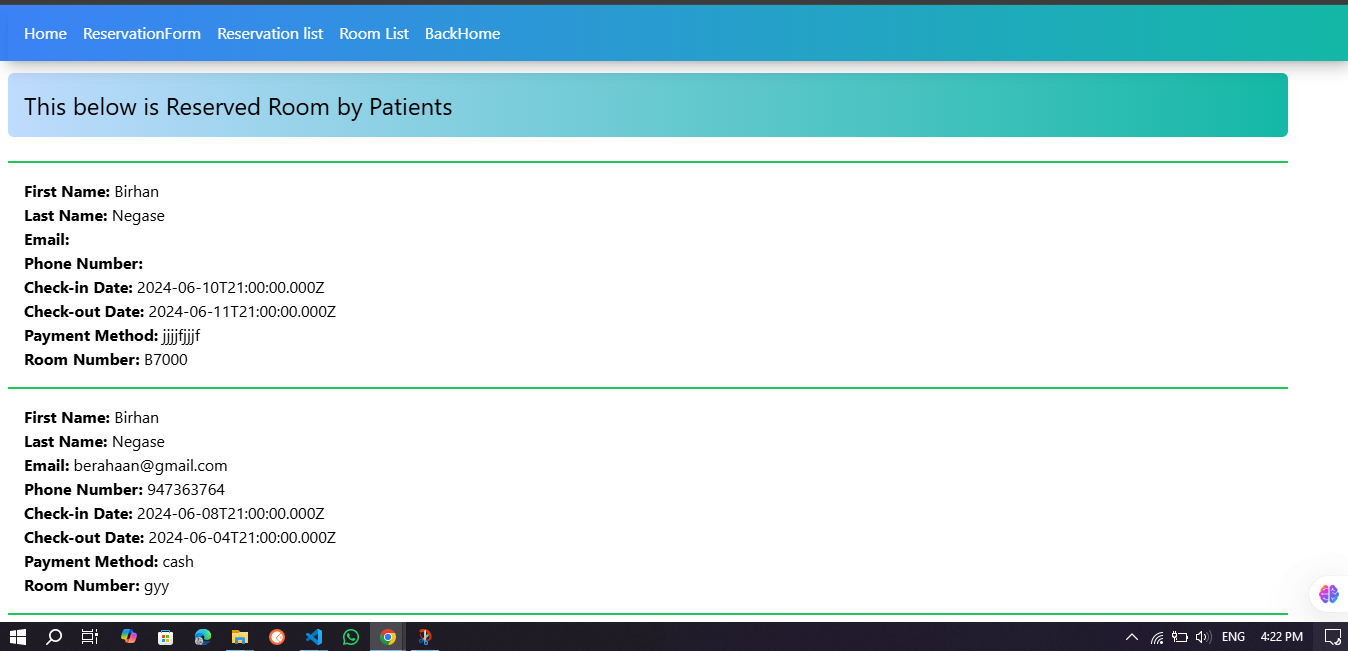 Home ReservationForm Reservation list Room List BackHome
This below is Reserved Room by Patients
First Name: Birhan
Last Name: Negase
Email:
Phone Number:
Check-in Date: 2024-06-10T21:00:00.000Z
Check-out Date: 2024-06-11T21:00:00.000Z
Payment Method: jjjjfjjjf
Room Number: B7000
First Name: Birhan
Last Name: Negase
Email: berahaan@gmail.com
Phone Number: 947363764
Check-in Date: 2024-06-08T21:00:00.000Z
Check-out Date: 2024-06-04T21:00:00.000Z
Payment Method: cash
Room Number: gyy
ENG 4:22 PM